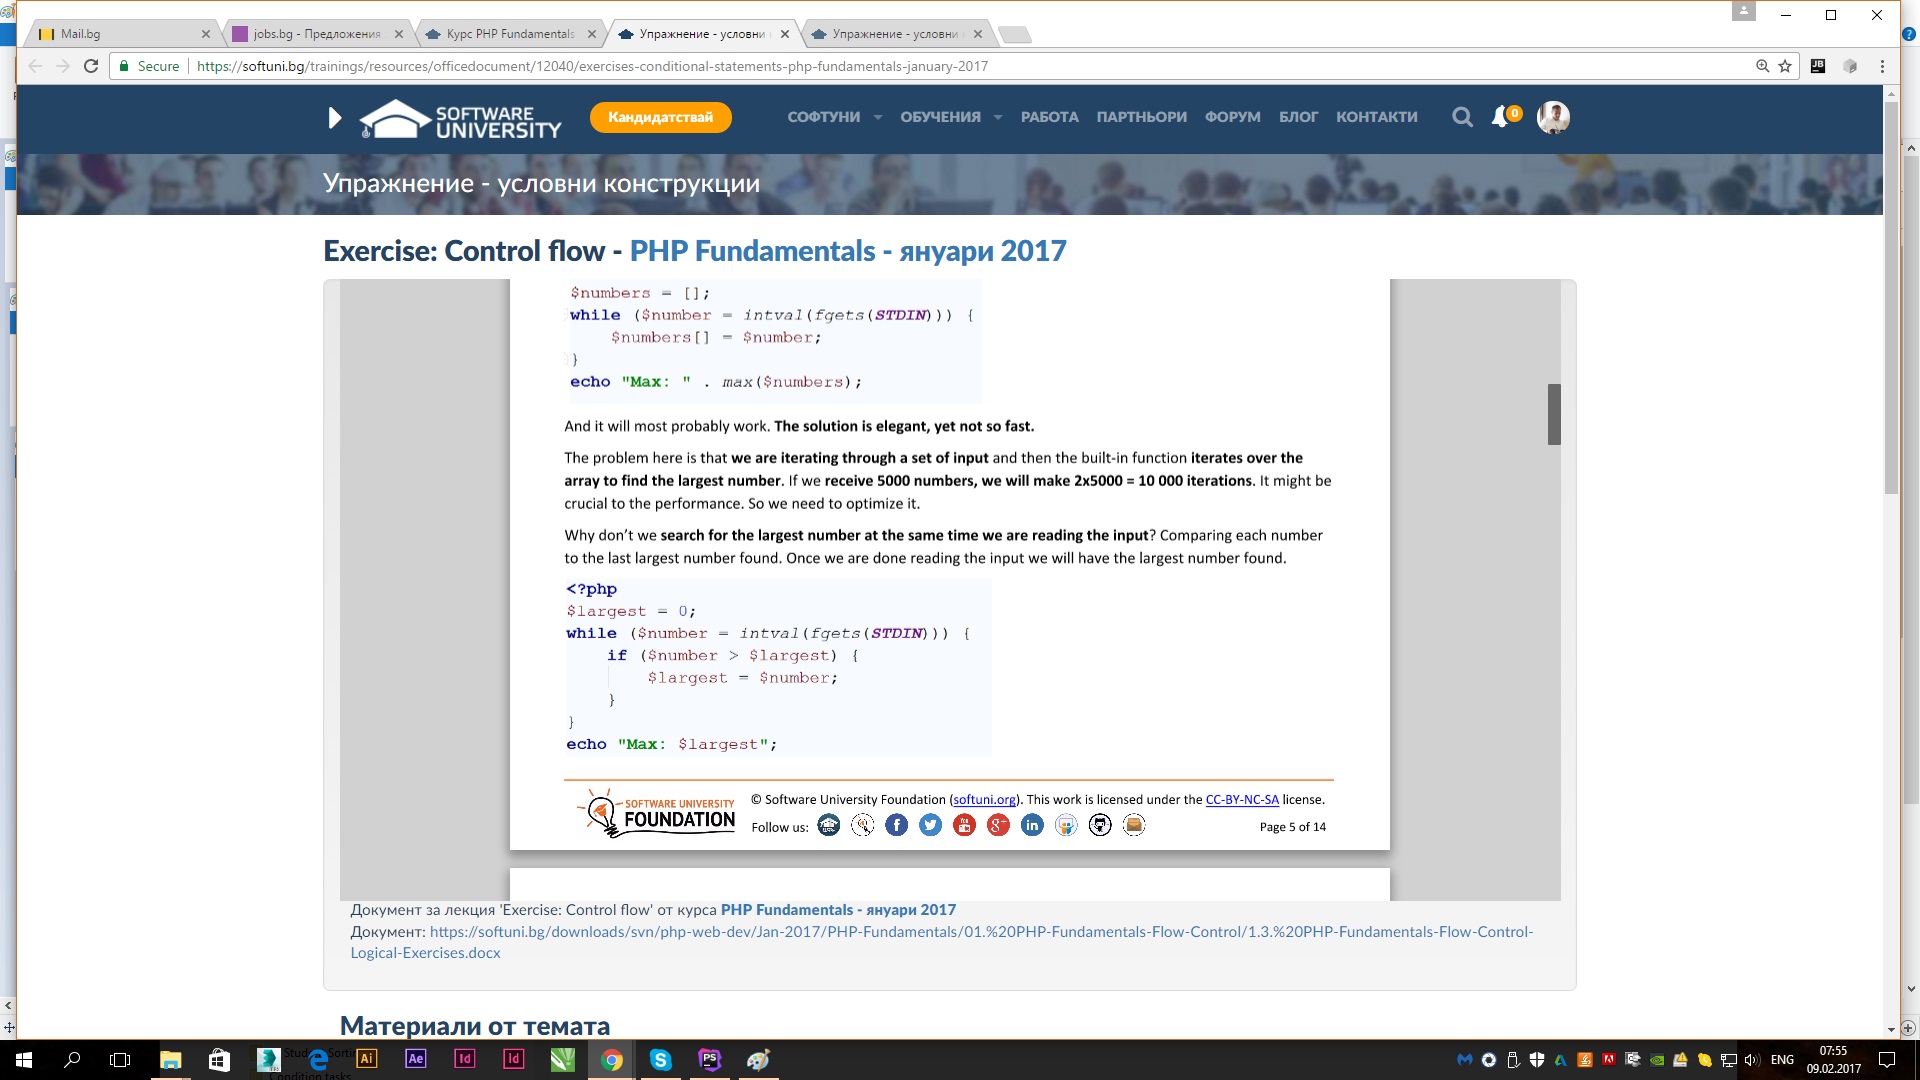 Mail.bg
jobs.bg - Предложения
Курс PHP Fundamentals
Упражнение - условни
Упражнение - условни
Secure
https://softuni.bg/trainings/resources/officedocument/12040/exercises-conditional-statements-php-fundamentals-january-2017
JB
SOFTWARE
UNIVERSITY
Кандидатствай
СОФТУНИ
ОБУЧЕНИЯ
РАБОТА
ПАРТНЬОРИ
ФОРУМ
БЛОГ
КОНТАКТИ
0
Упражнение - условни конструкции
Exercise: Control flow - PHP Fundamentals - януари 2017
$numbers = [];
while ($number = intval(fgets(STDIN))) {
$numbers[] = $number;
}
echo "Max: " . max($numbers);
And it will most probably work. The solution is elegant, yet not so fast.
The problem here is that we are iterating through a set of input and then the built-in function iterates over the
array to find the largest number. If we receive 5000 numbers, we will make 2x5000 = 10 000 iterations. It might be
crucial to the performance. So we need to optimize it.
Why don't we search for the largest number at the same time we are reading the input? Comparing each number
to the last largest number found. Once we are done reading the input we will have the largest number found.
<?php
$largest = 0;
while ($number = intval(fgets(STDIN))) {
if ($number > $largest) {
$largest = $number;
}
}
echo "Max: $largest";
SOFTWARE UNIVERSITY
FOUNDATION
© Software University Foundation (softuni.org). This work is licensed under the CC-BY-NC-SA license.
Follow us:
Page 5 of 14
Документ за лекция 'Exercise: Control flow' от курса PHP Fundamentals - януари 2017
Документ: https://softuni.bg/downloads/svn/php-web-dev/Jan-2017/PHP-Fundamentals/01.%20PHP-Fundamentals-Flow-Control/1.3.%20PHP-Fundamentals-Flow-Control-
Logical-Exercises.docx
Материали от темата
Ai
Ae
Id
Id
PS
ENG
07:55
09.02.2017